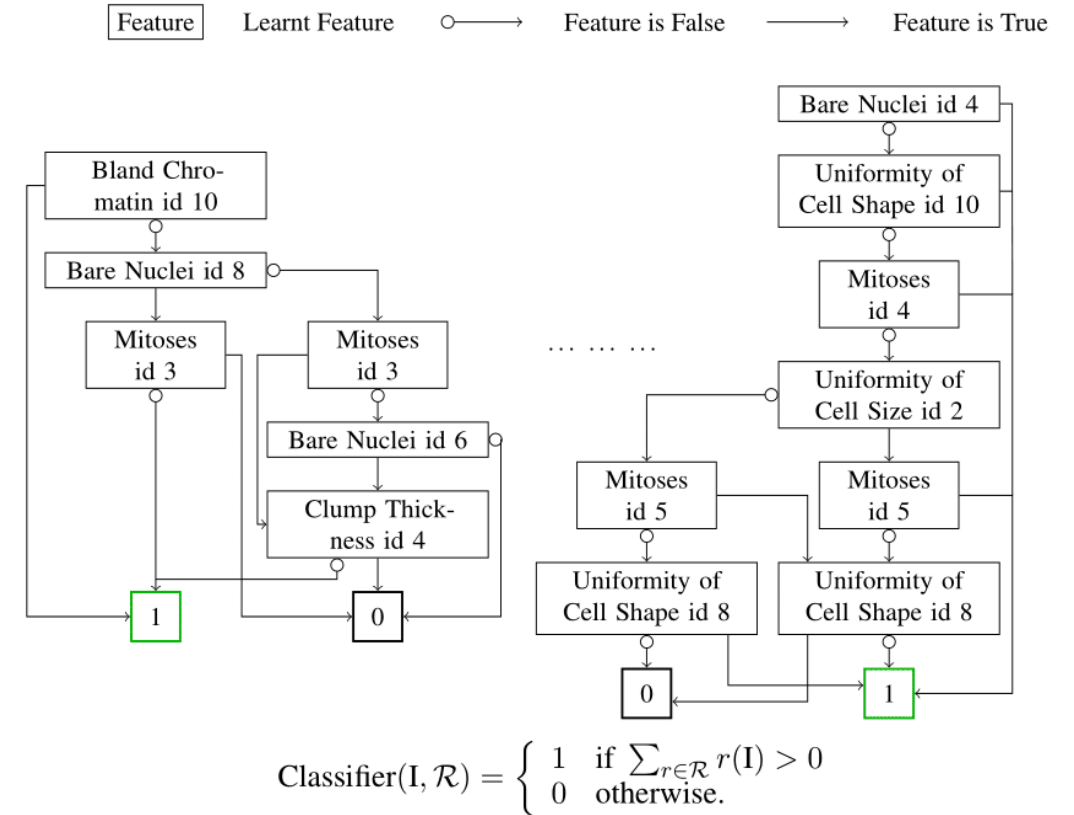 Feature Learnt Feature Feature is False Feature is True
Bland Chro-
matin id 10
Bare Nuclei id 8
Mitoses
id 3
Mitoses
id 3
Bare Nuclei id 6
Clump Thick-
ness id 4
1
0
... ... ...
Bare Nuclei id 4
Uniformity of
Cell Shape id 10
Mitoses
id 4
Uniformity of
Cell Size id 2
Mitoses
id 5
Mitoses
id 5
Uniformity of
Cell Shape id 8
Uniformity of
Cell Shape id 8
0
1
Classifier(I, ℛ) = { 1 if ∑_{r∈ℛ} r(I) > 0
0 otherwise.